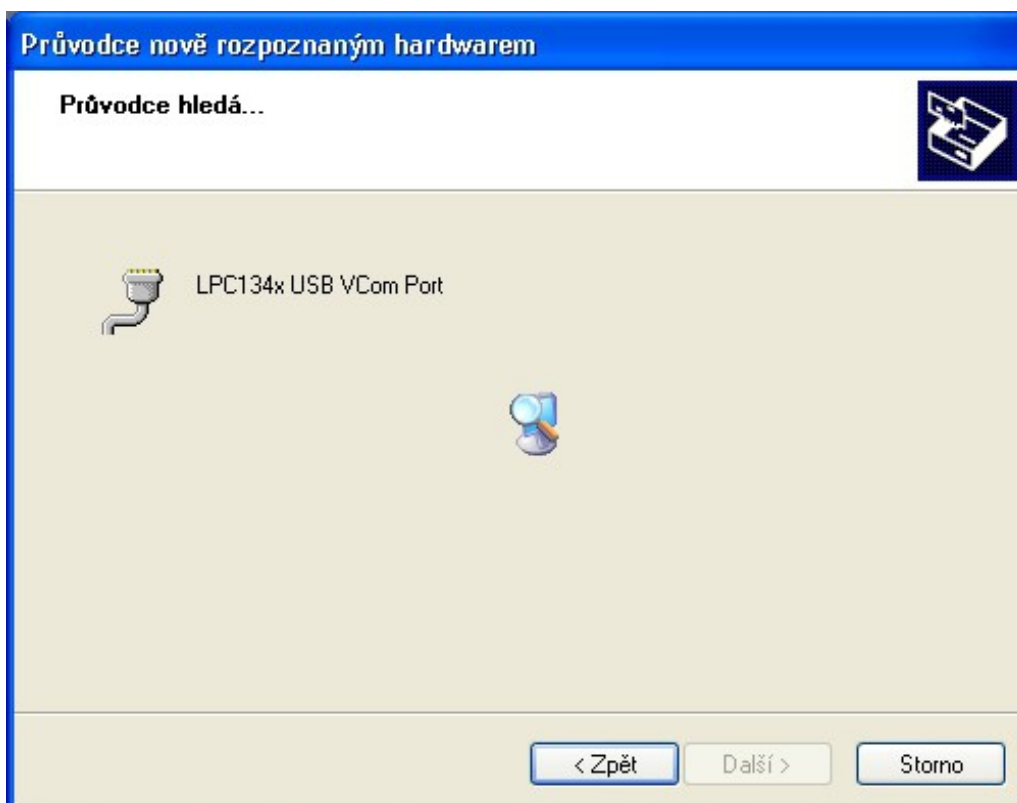 Průvodce nově rozpoznaným hardwarem
Průvodce hledá...
LPC134x USB VCom Port
< Zpět
Další >
Storno